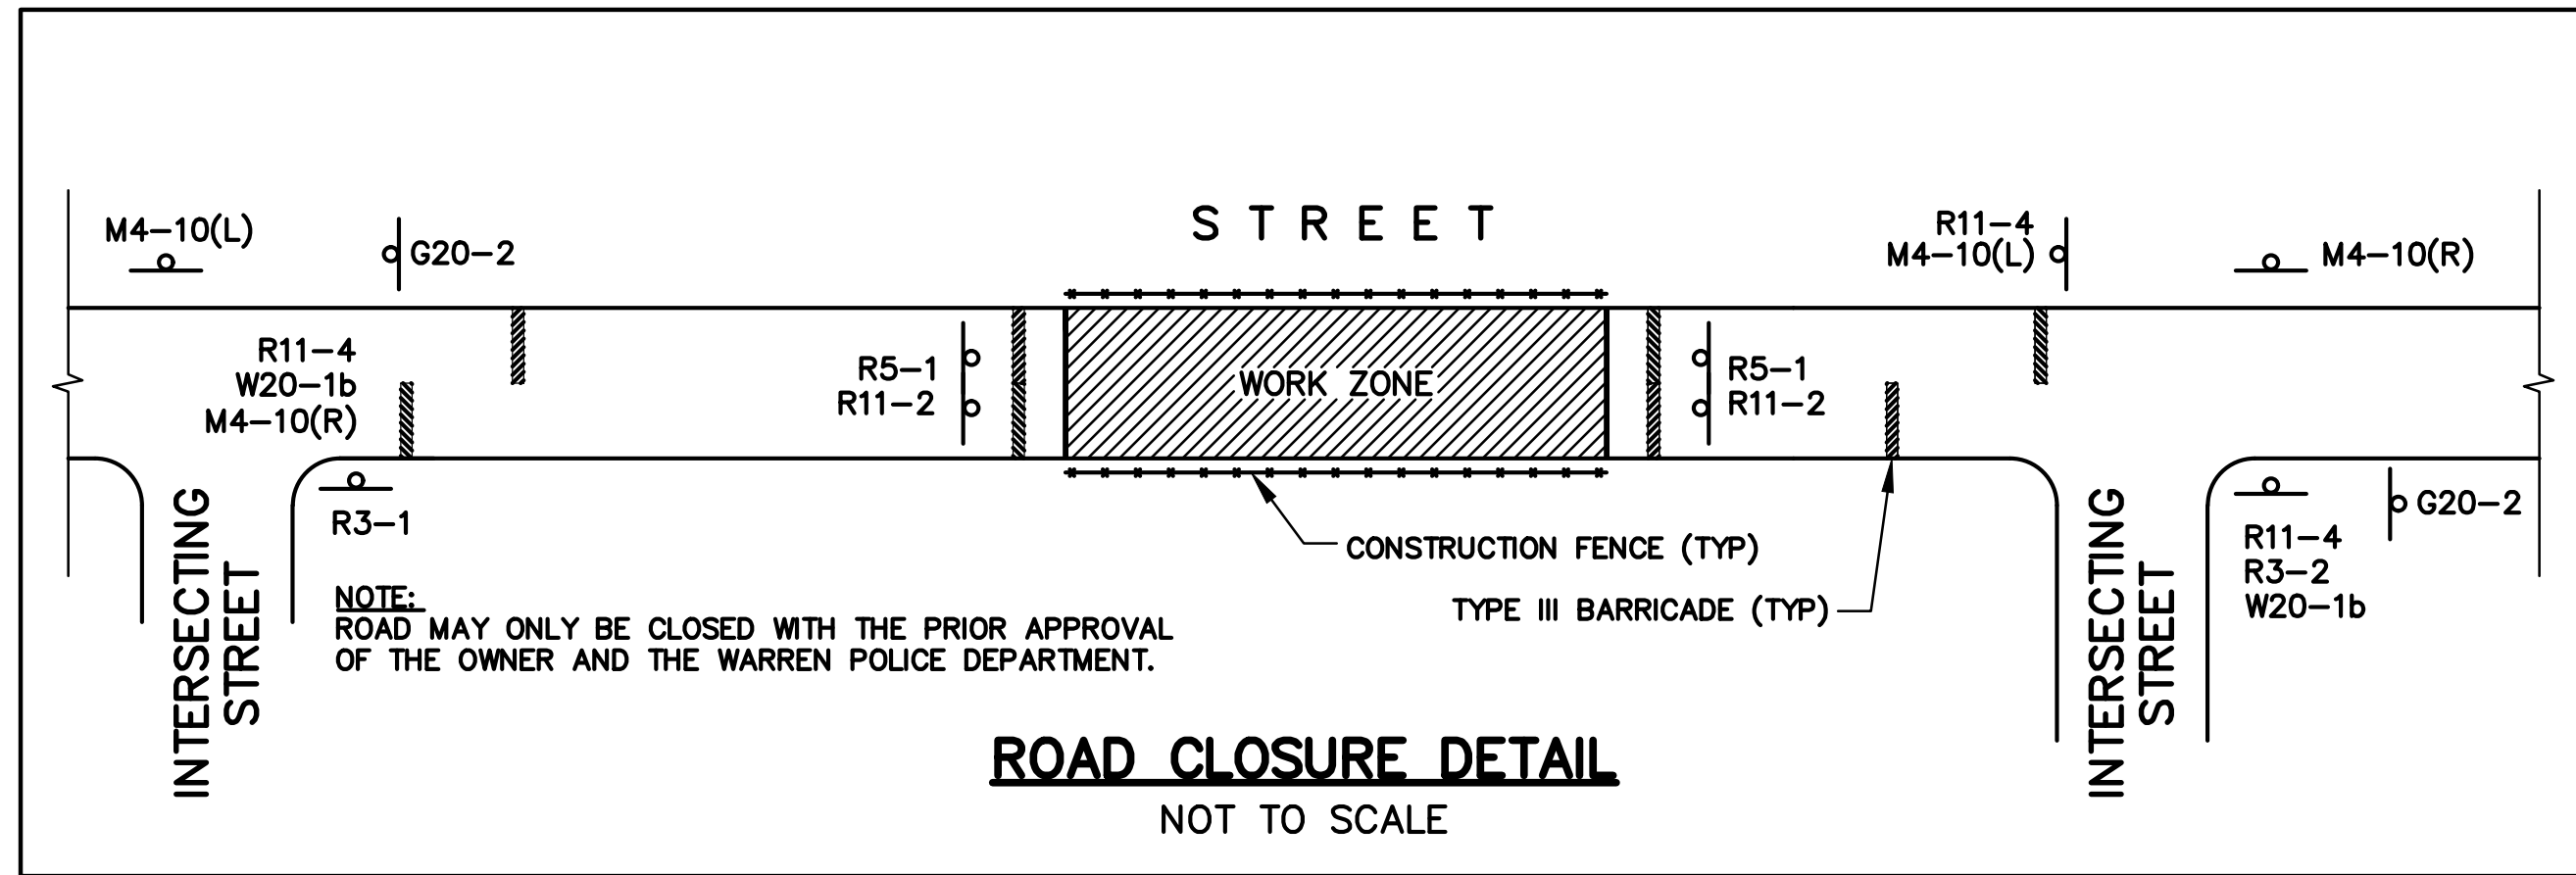 S T R E E T
M4-10(L)
G20-2
R11-4
M4-10(L)
M4-10(R)
R11-4
W20-1b
M4-10(R)
R5-1
R11-2
WORK ZONE
R5-1
R11-2
R3-1
INTERSECTING
STREET
CONSTRUCTION FENCE (TYP)
TYPE III BARRICADE (TYP)
INTERSECTING
STREET
G20-2
R11-4
R3-2
W20-1b
NOTE:
ROAD MAY ONLY BE CLOSED WITH THE PRIOR APPROVAL
OF THE OWNER AND THE WARREN POLICE DEPARTMENT.
ROAD CLOSURE DETAIL
NOT TO SCALE